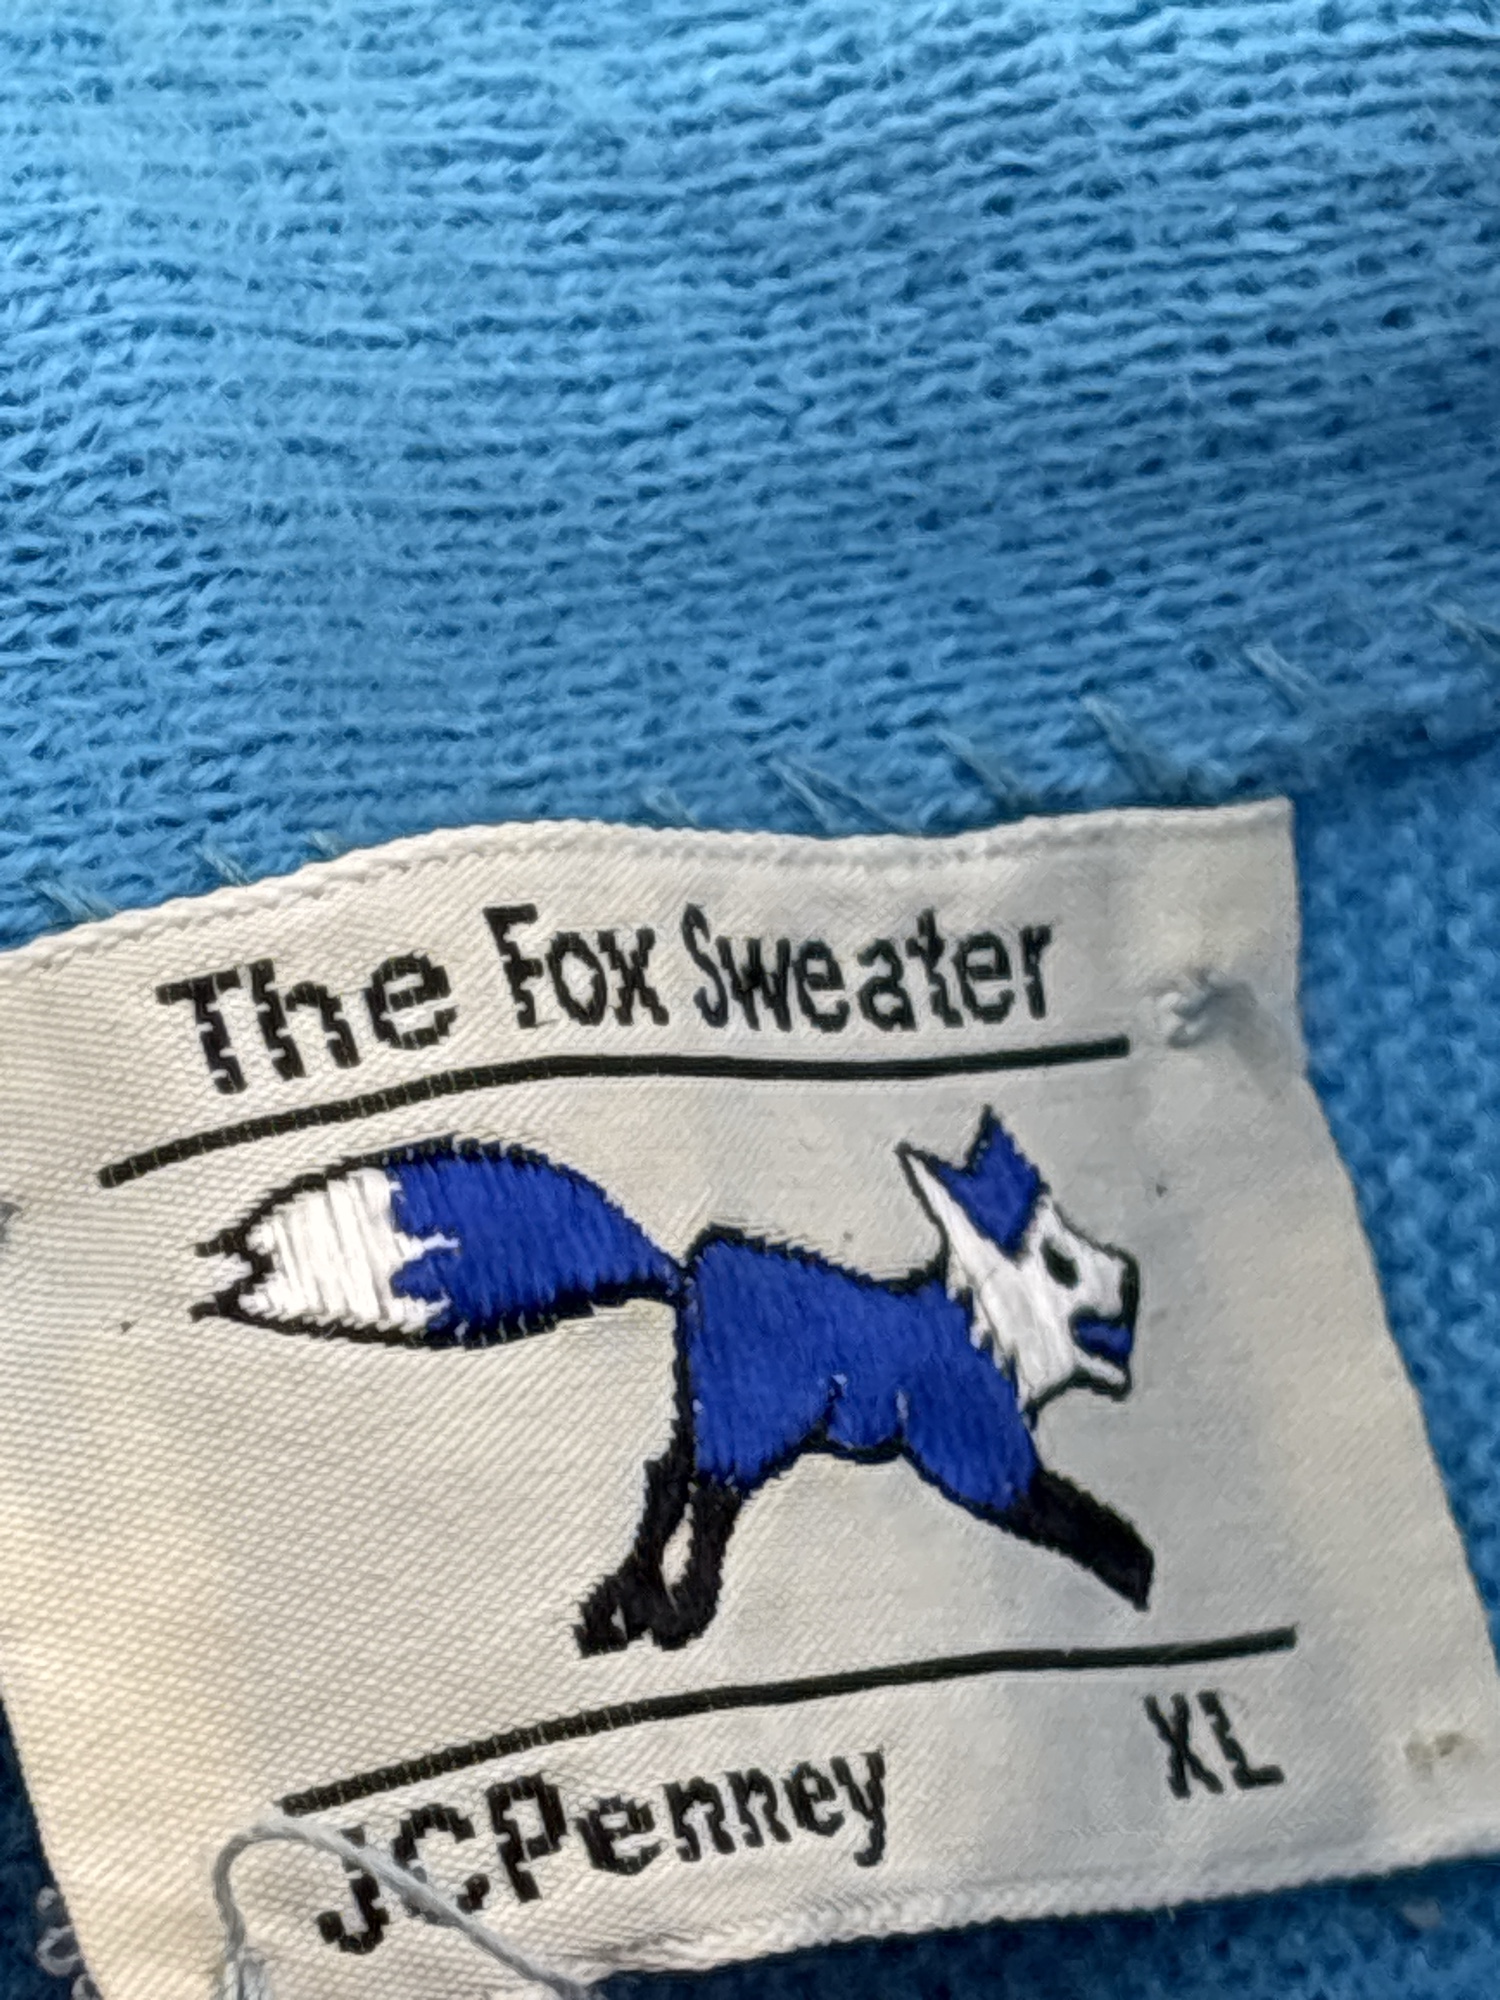 The Fox Sweater
JCPenney XL